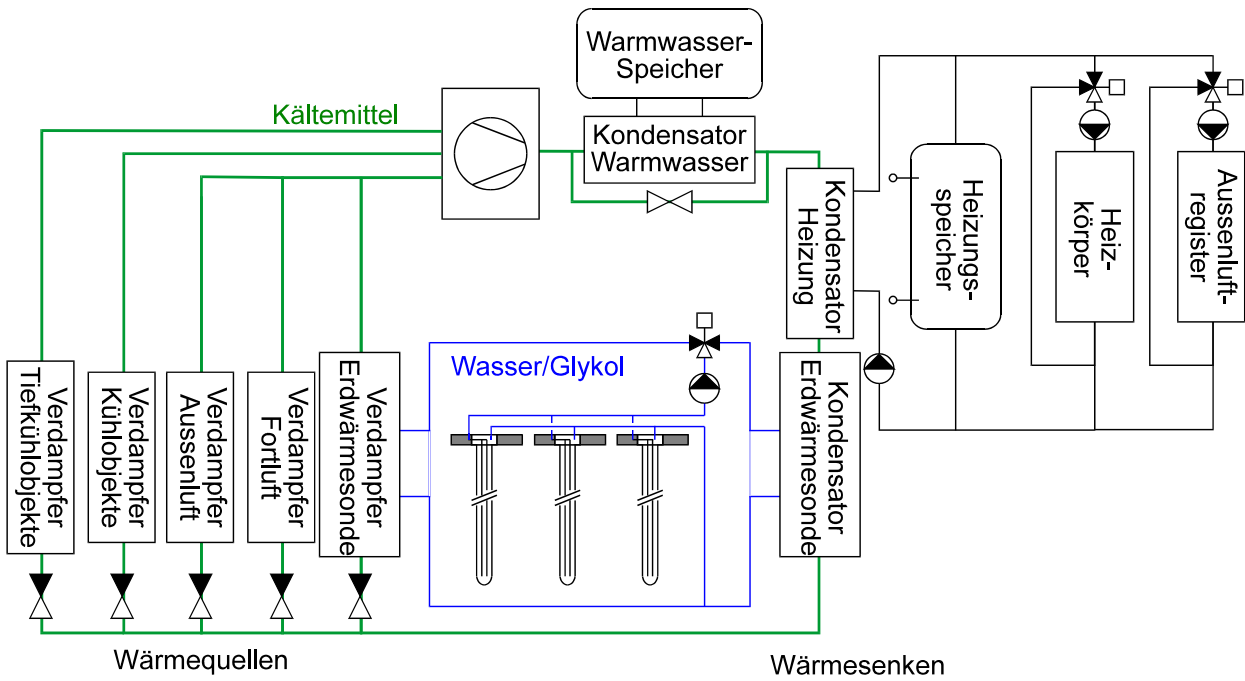 Warmwasser-
Speicher
Kältemittel
Kondensator
Warmwasser
Kondensator
Heizung
Heizungs-
speicher
Heiz-
körper
Aussenluft-
register
Wasser/Glykol
Verdampfer
Tiefkühlobjekte
Verdampfer
Kühlobjekte
Verdampfer
Aussenluft
Verdampfer
Fortluft
Verdampfer
Erdwärmesonde
Kondensator
Erdwärmesonde
Wärmequellen
Wärmesenken